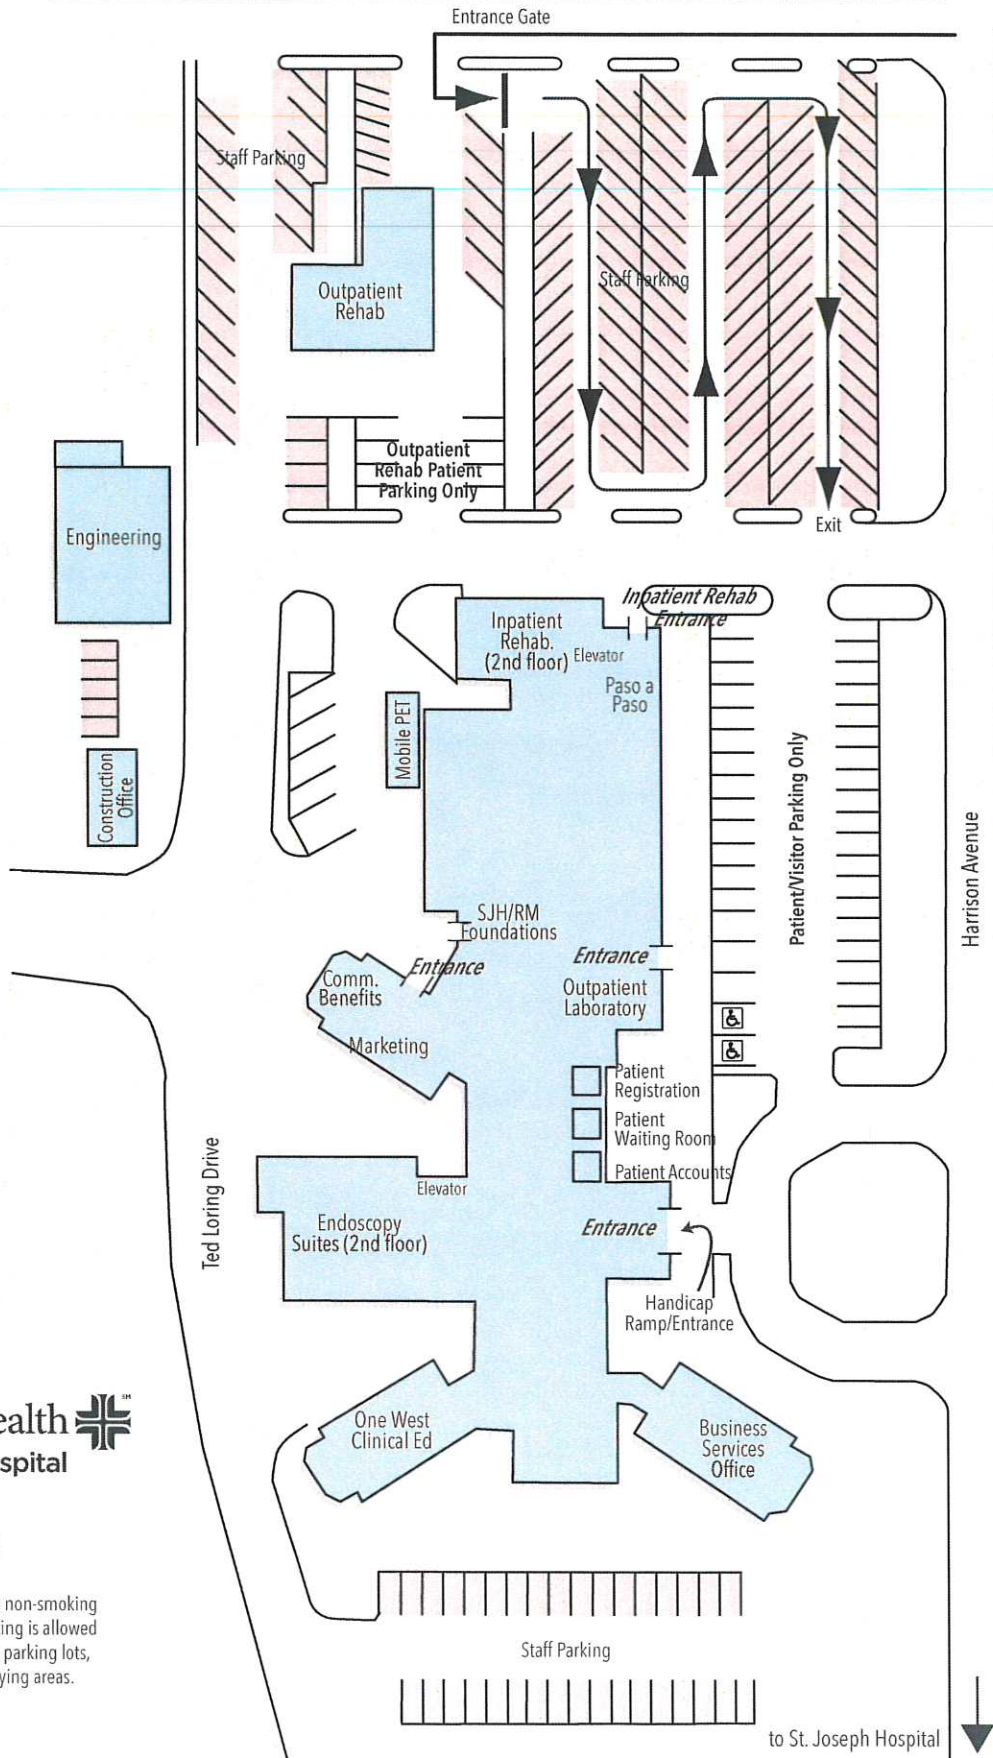 Entrance Gate
Staff Parking
Staff Parking
Outpatient
Rehab
Outpatient
Rehab Patient
Parking Only
Exit
Engineering
Inpatient Rehab
Entrance
Inpatient
Rehab.
(2nd floor)
Elevator
Paso a
Paso
Mobile PET
Construction
Office
Patient/Visitor Parking Only
Harrison Avenue
SJH/RM
Foundations
Entrance
Entrance
Comm.
Benefits
Outpatient
Laboratory
Marketing
Patient
Registration
Patient
Waiting Room
Patient Accounts
Ted Loring Drive
Elevator
Endoscopy
Suites (2nd floor)
Entrance
Handicap
Ramp/Entrance
ealth SM
spital
One West
Clinical Ed
Business
Services
Office
non-smoking
ing is allowed
parking lots,
ying areas.
Staff Parking
to St. Joseph Hospital